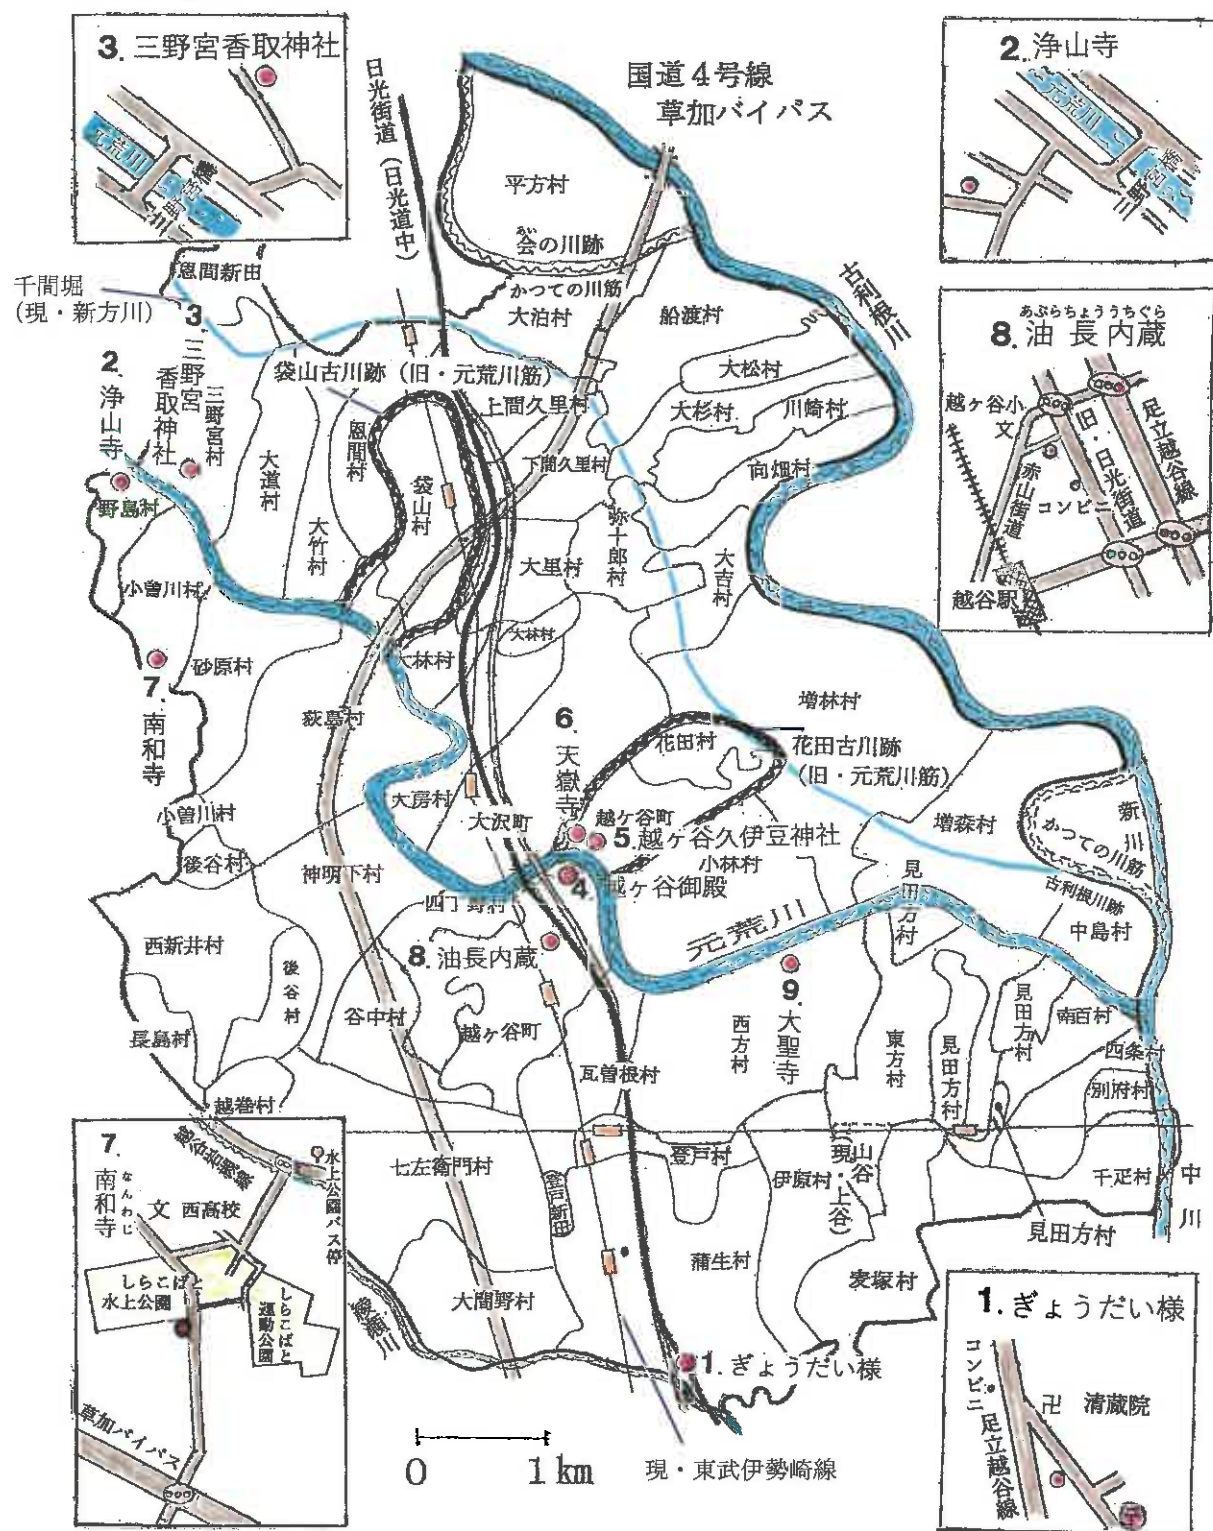 3. 三野宮香取神社
元荒川
2. 浄山寺
元荒川
国道4号線
草加バイパス
日光街道（日光道中）
平方村
会の川跡
あい
かつての川筋
恩間新田
千間堀
(現・新方川)
大泊村
船渡村
古利根川
3. 三野宮
香取神社
三野宮村
2. 浄山寺
野島村
袋山古川跡（旧・元荒川筋）
上間久里村
大松村
大杉村
川崎村
恩間村
大道村
大竹村
袋山村
下間久里村
向畑村
弥十郎村
大里村
大吉村
小曽川村
大林村
大林村
砂原村
7. 南和寺
荻島村
増林村
6. 天嶽寺
花田村
花田古川跡
(旧・元荒川筋)
小曽川村
大房村
大沢町
越ヶ谷町
5. 越ヶ谷久伊豆神社
増森村
新川
かつての川筋
後谷村
神明下村
小林村
見田方村
古利根川跡
4. 越ヶ谷御殿
四丁野村
元荒川
中島村
西新井村
後谷村
8. 油長内蔵
9. 大聖寺
谷中村
越ヶ谷町
西方村
東方村
見田方村
見田方村
南百村
長島村
瓦曽根村
西条村
別府村
越巻村
七左衛門村
登戸新田
登戸村
伊原村
山谷
(現・上谷)
千疋村
中川
見田方村
蒲生村
麦塚村
大間野村
綾瀬川
1. ぎょうだい様
0 1km
現・東武伊勢崎線
8. 油長内蔵
あぶらちょううちぐら
越ヶ谷小
文
旧・日光街道
足立越谷線
赤山街道
コンビニ
越谷駅
7. 南和寺
なんわじ
越谷岩槻線
文 西高校
水上公園バス停
しらこばと
水上公園
しらこばと
運動公園
草加バイパス
1. ぎょうだい様
コンビニ
卍 清蔵院
足立越谷線